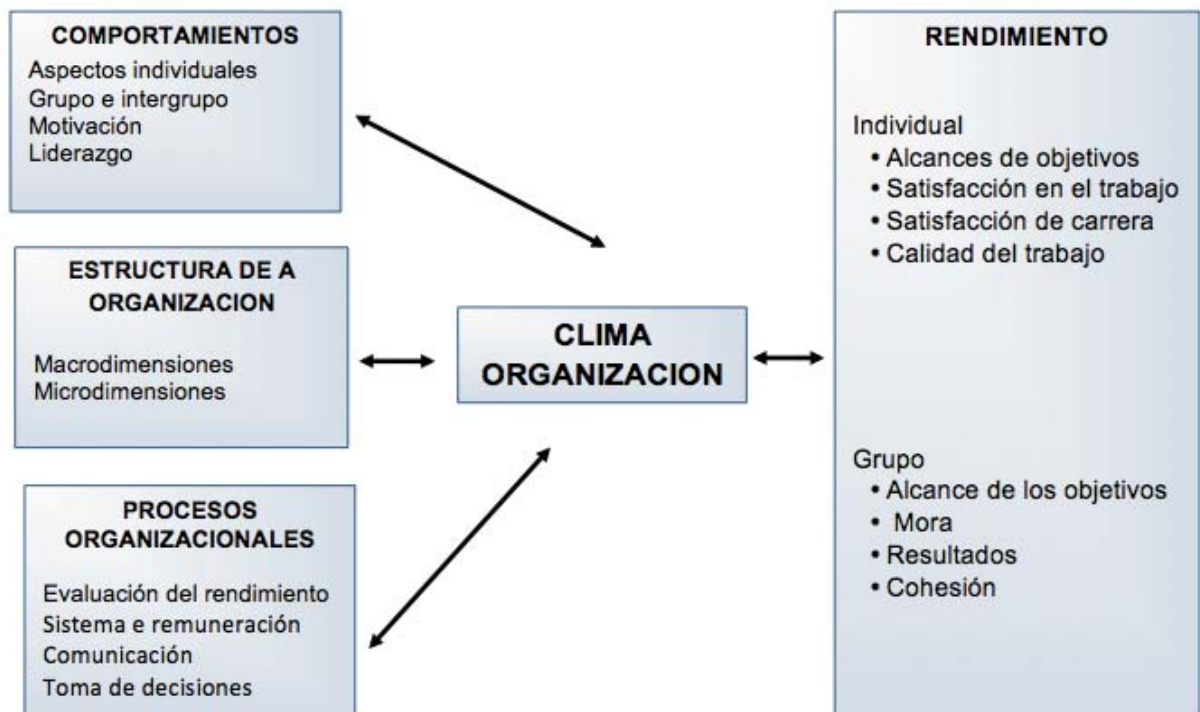 COMPORTAMIENTOS
Aspectos individuales
Grupo e intergrupo
Motivación
Liderazgo
ESTRUCTURA DE A
ORGANIZACION
Macrodimensiones
Microdimensiones
PROCESOS
ORGANIZACIONALES
Evaluación del rendimiento
Sistema e remuneración
Comunicación
Toma de decisiones
CLIMA
ORGANIZACION
RENDIMIENTO
Individual
• Alcances de objetivos
• Satisfacción en el trabajo
• Satisfacción de carrera
• Calidad del trabajo
Grupo
• Alcance de los objetivos
• Mora
• Resultados
• Cohesión